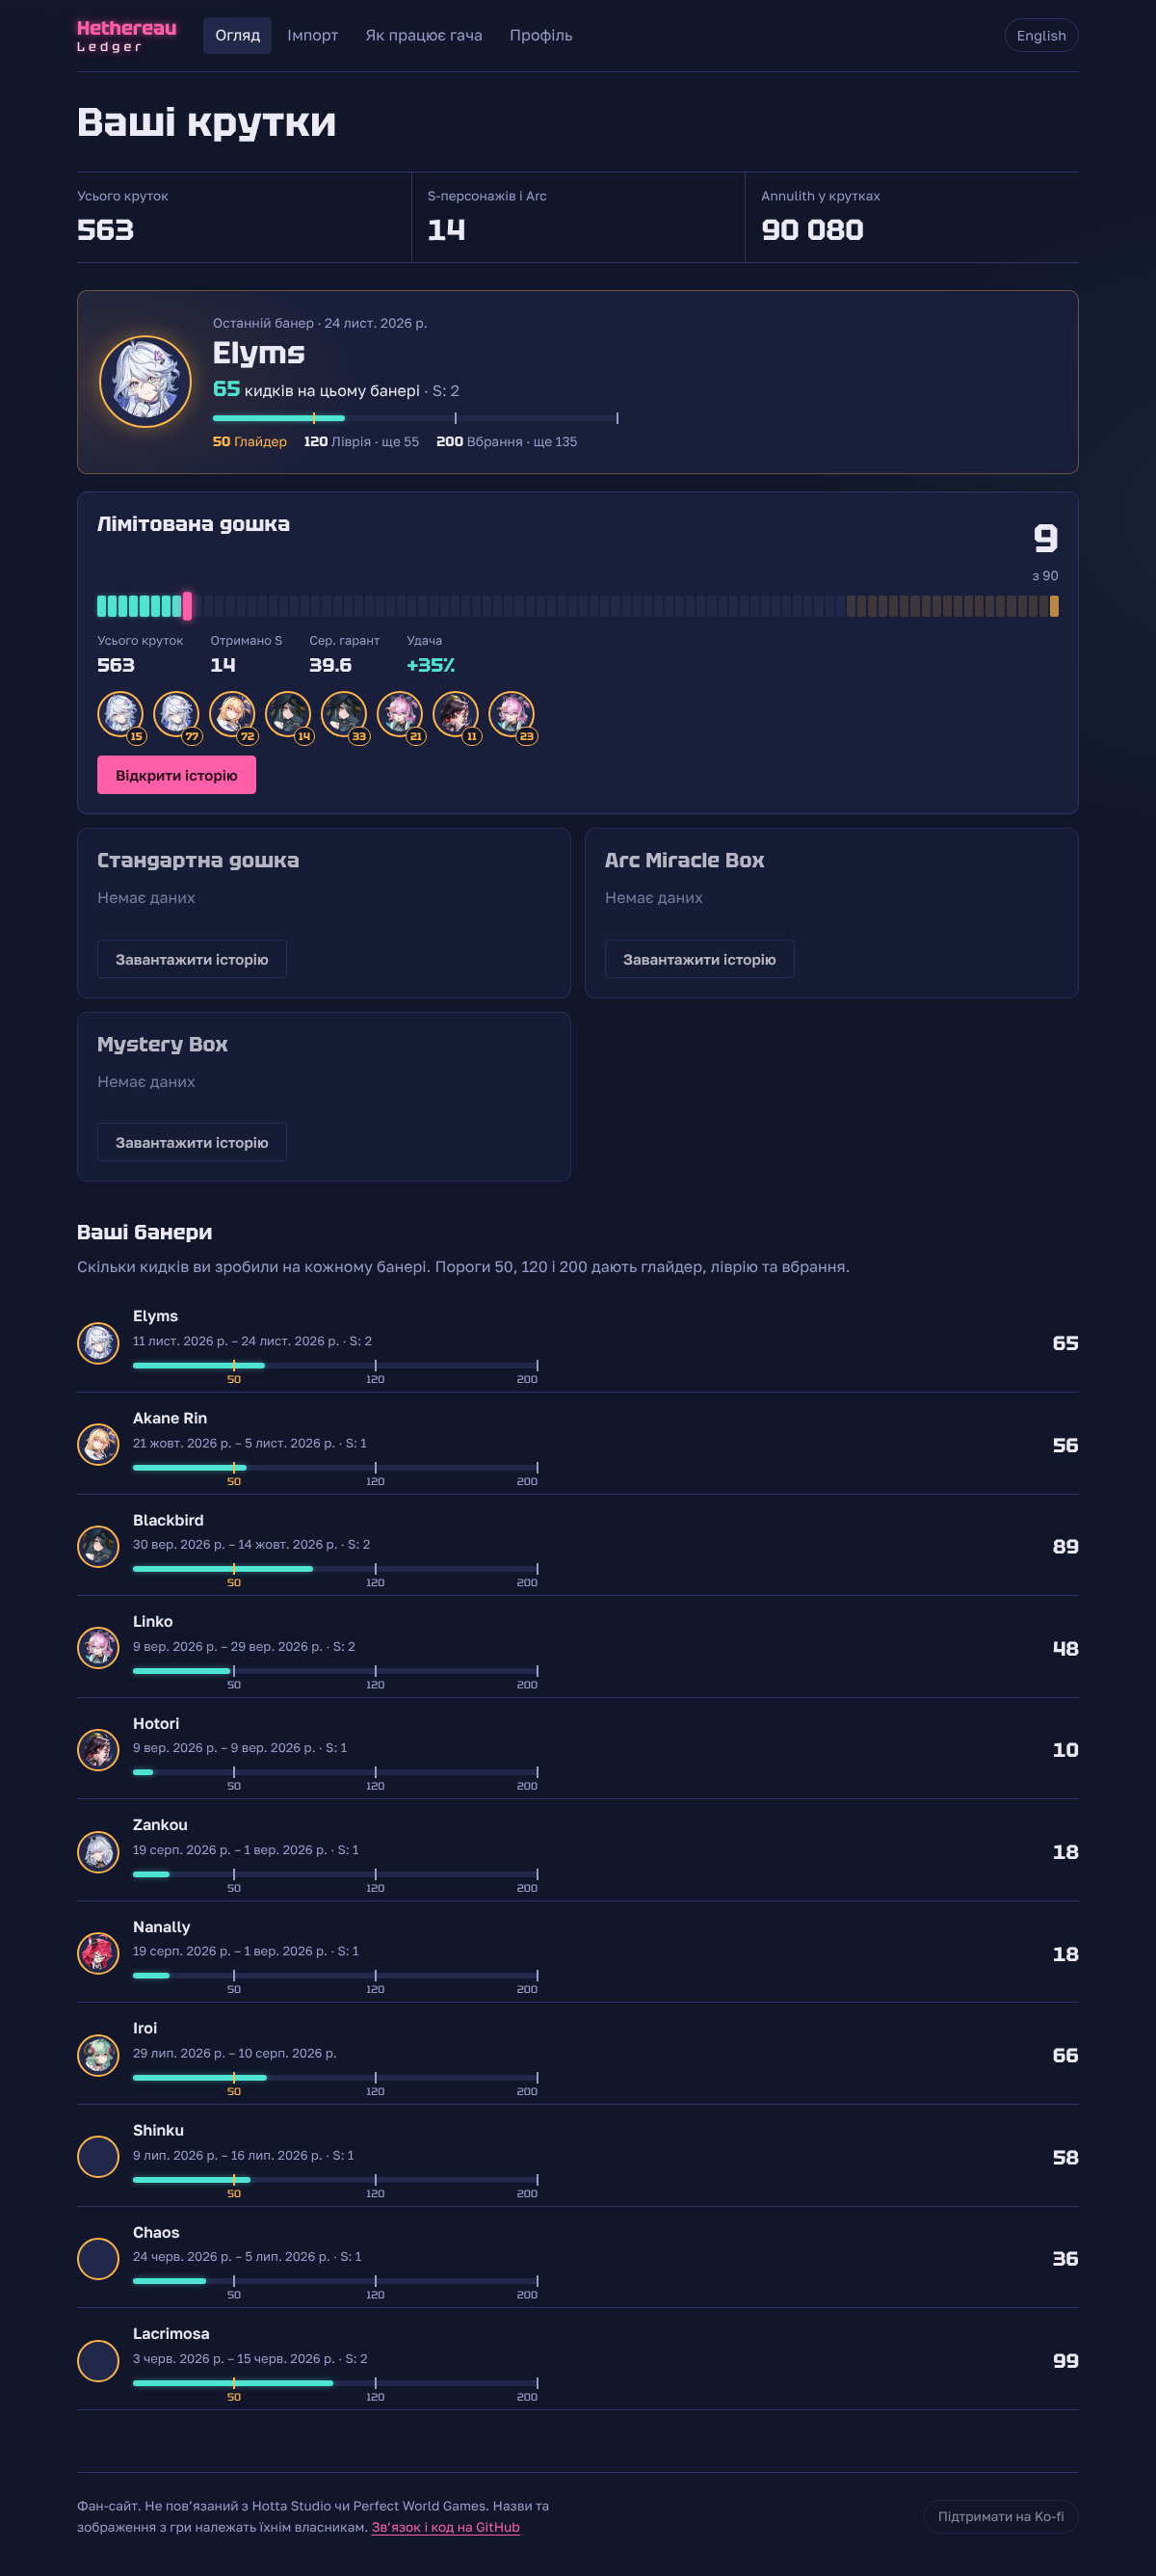 Hethereau
Ledger
Огляд
Імпорт
Як працює гача
Профіль
English
Ваші крутки
Усього круток
563
S-персонажів і Arc
14
Annulith у крутках
90 080
Останній банер · 24 лист. 2026 р.
Elyms
65 кидків на цьому банері · S: 2
50 Глайдер 120 Ліврія · ще 55 200 Вбрання · ще 135
Лімітована дошка
9
з 90
Усього круток
563
Отримано S
14
Сер. гарант
39.6
Удача
+35%
15 77 72 14 33 21 11 23
Відкрити історію
Стандартна дошка
Немає даних
Завантажити історію
Arc Miracle Box
Немає даних
Завантажити історію
Mystery Box
Немає даних
Завантажити історію
Ваші банери
Скільки кидків ви зробили на кожному банері. Пороги 50, 120 і 200 дають глайдер, ліврію та вбрання.
Elyms
11 лист. 2026 р. – 24 лист. 2026 р. · S: 2
50 120 200
65
Akane Rin
21 жовт. 2026 р. – 5 лист. 2026 р. · S: 1
50 120 200
56
Blackbird
30 вер. 2026 р. – 14 жовт. 2026 р. · S: 2
50 120 200
89
Linko
9 вер. 2026 р. – 29 вер. 2026 р. · S: 2
50 120 200
48
Hotori
9 вер. 2026 р. – 9 вер. 2026 р. · S: 1
50 120 200
10
Zankou
19 серп. 2026 р. – 1 вер. 2026 р. · S: 1
50 120 200
18
Nanally
19 серп. 2026 р. – 1 вер. 2026 р. · S: 1
50 120 200
18
Iroi
29 лип. 2026 р. – 10 серп. 2026 р.
50 120 200
66
Shinku
9 лип. 2026 р. – 16 лип. 2026 р. · S: 1
50 120 200
58
Chaos
24 черв. 2026 р. – 5 лип. 2026 р. · S: 1
50 120 200
36
Lacrimosa
3 черв. 2026 р. – 15 черв. 2026 р. · S: 2
50 120 200
99
Фан-сайт. Не пов’язаний з Hotta Studio чи Perfect World Games. Назви та
зображення з гри належать їхнім власникам. Зв’язок і код на GitHub
Підтримати на Ko-fi